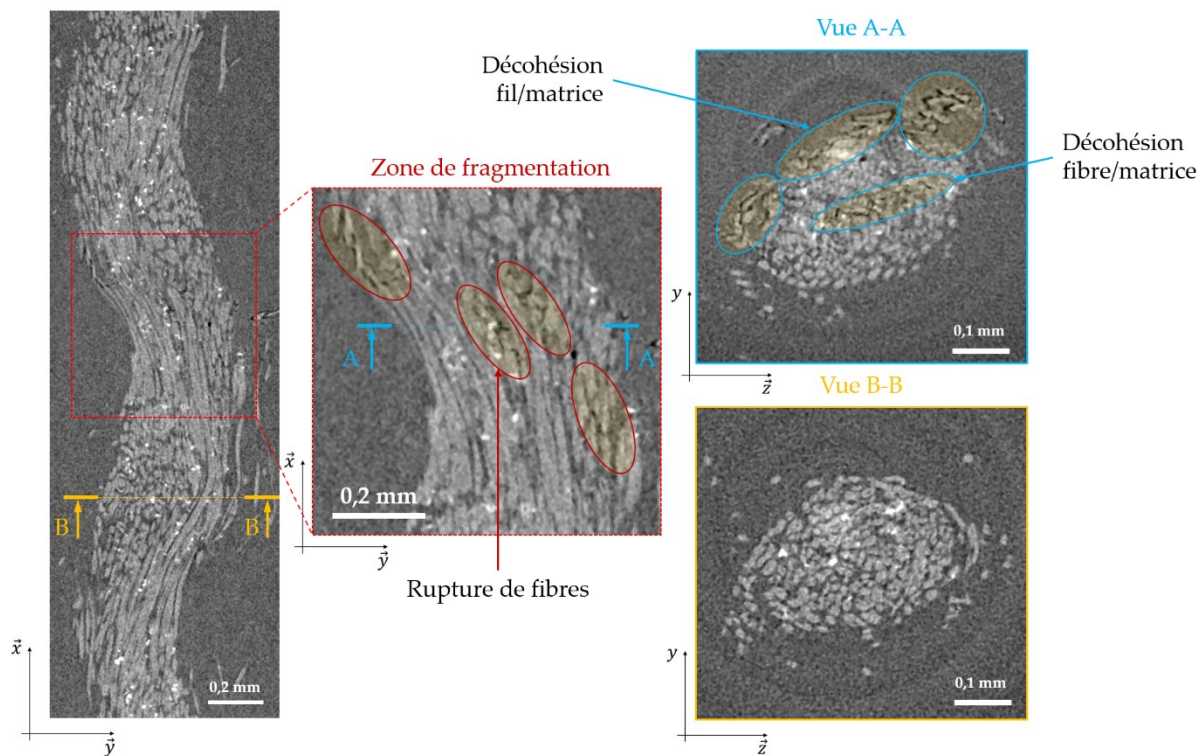 B
B
x⃗
y⃗
0,2 mm
Zone de fragmentation
A
A
x⃗
y⃗
0,2 mm
Rupture de fibres
Vue A-A
Décohésion
fil/matrice
Décohésion
fibre/matrice
y
z⃗
0,1 mm
Vue B-B
y
z⃗
0,1 mm